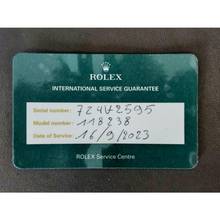 ROLEX
INTERNATIONAL SERVICE GUARANTEE
Serial number: 724V2595
Model number: 118238
Date of Service: 16/9/2023
ROLEX Service Centre